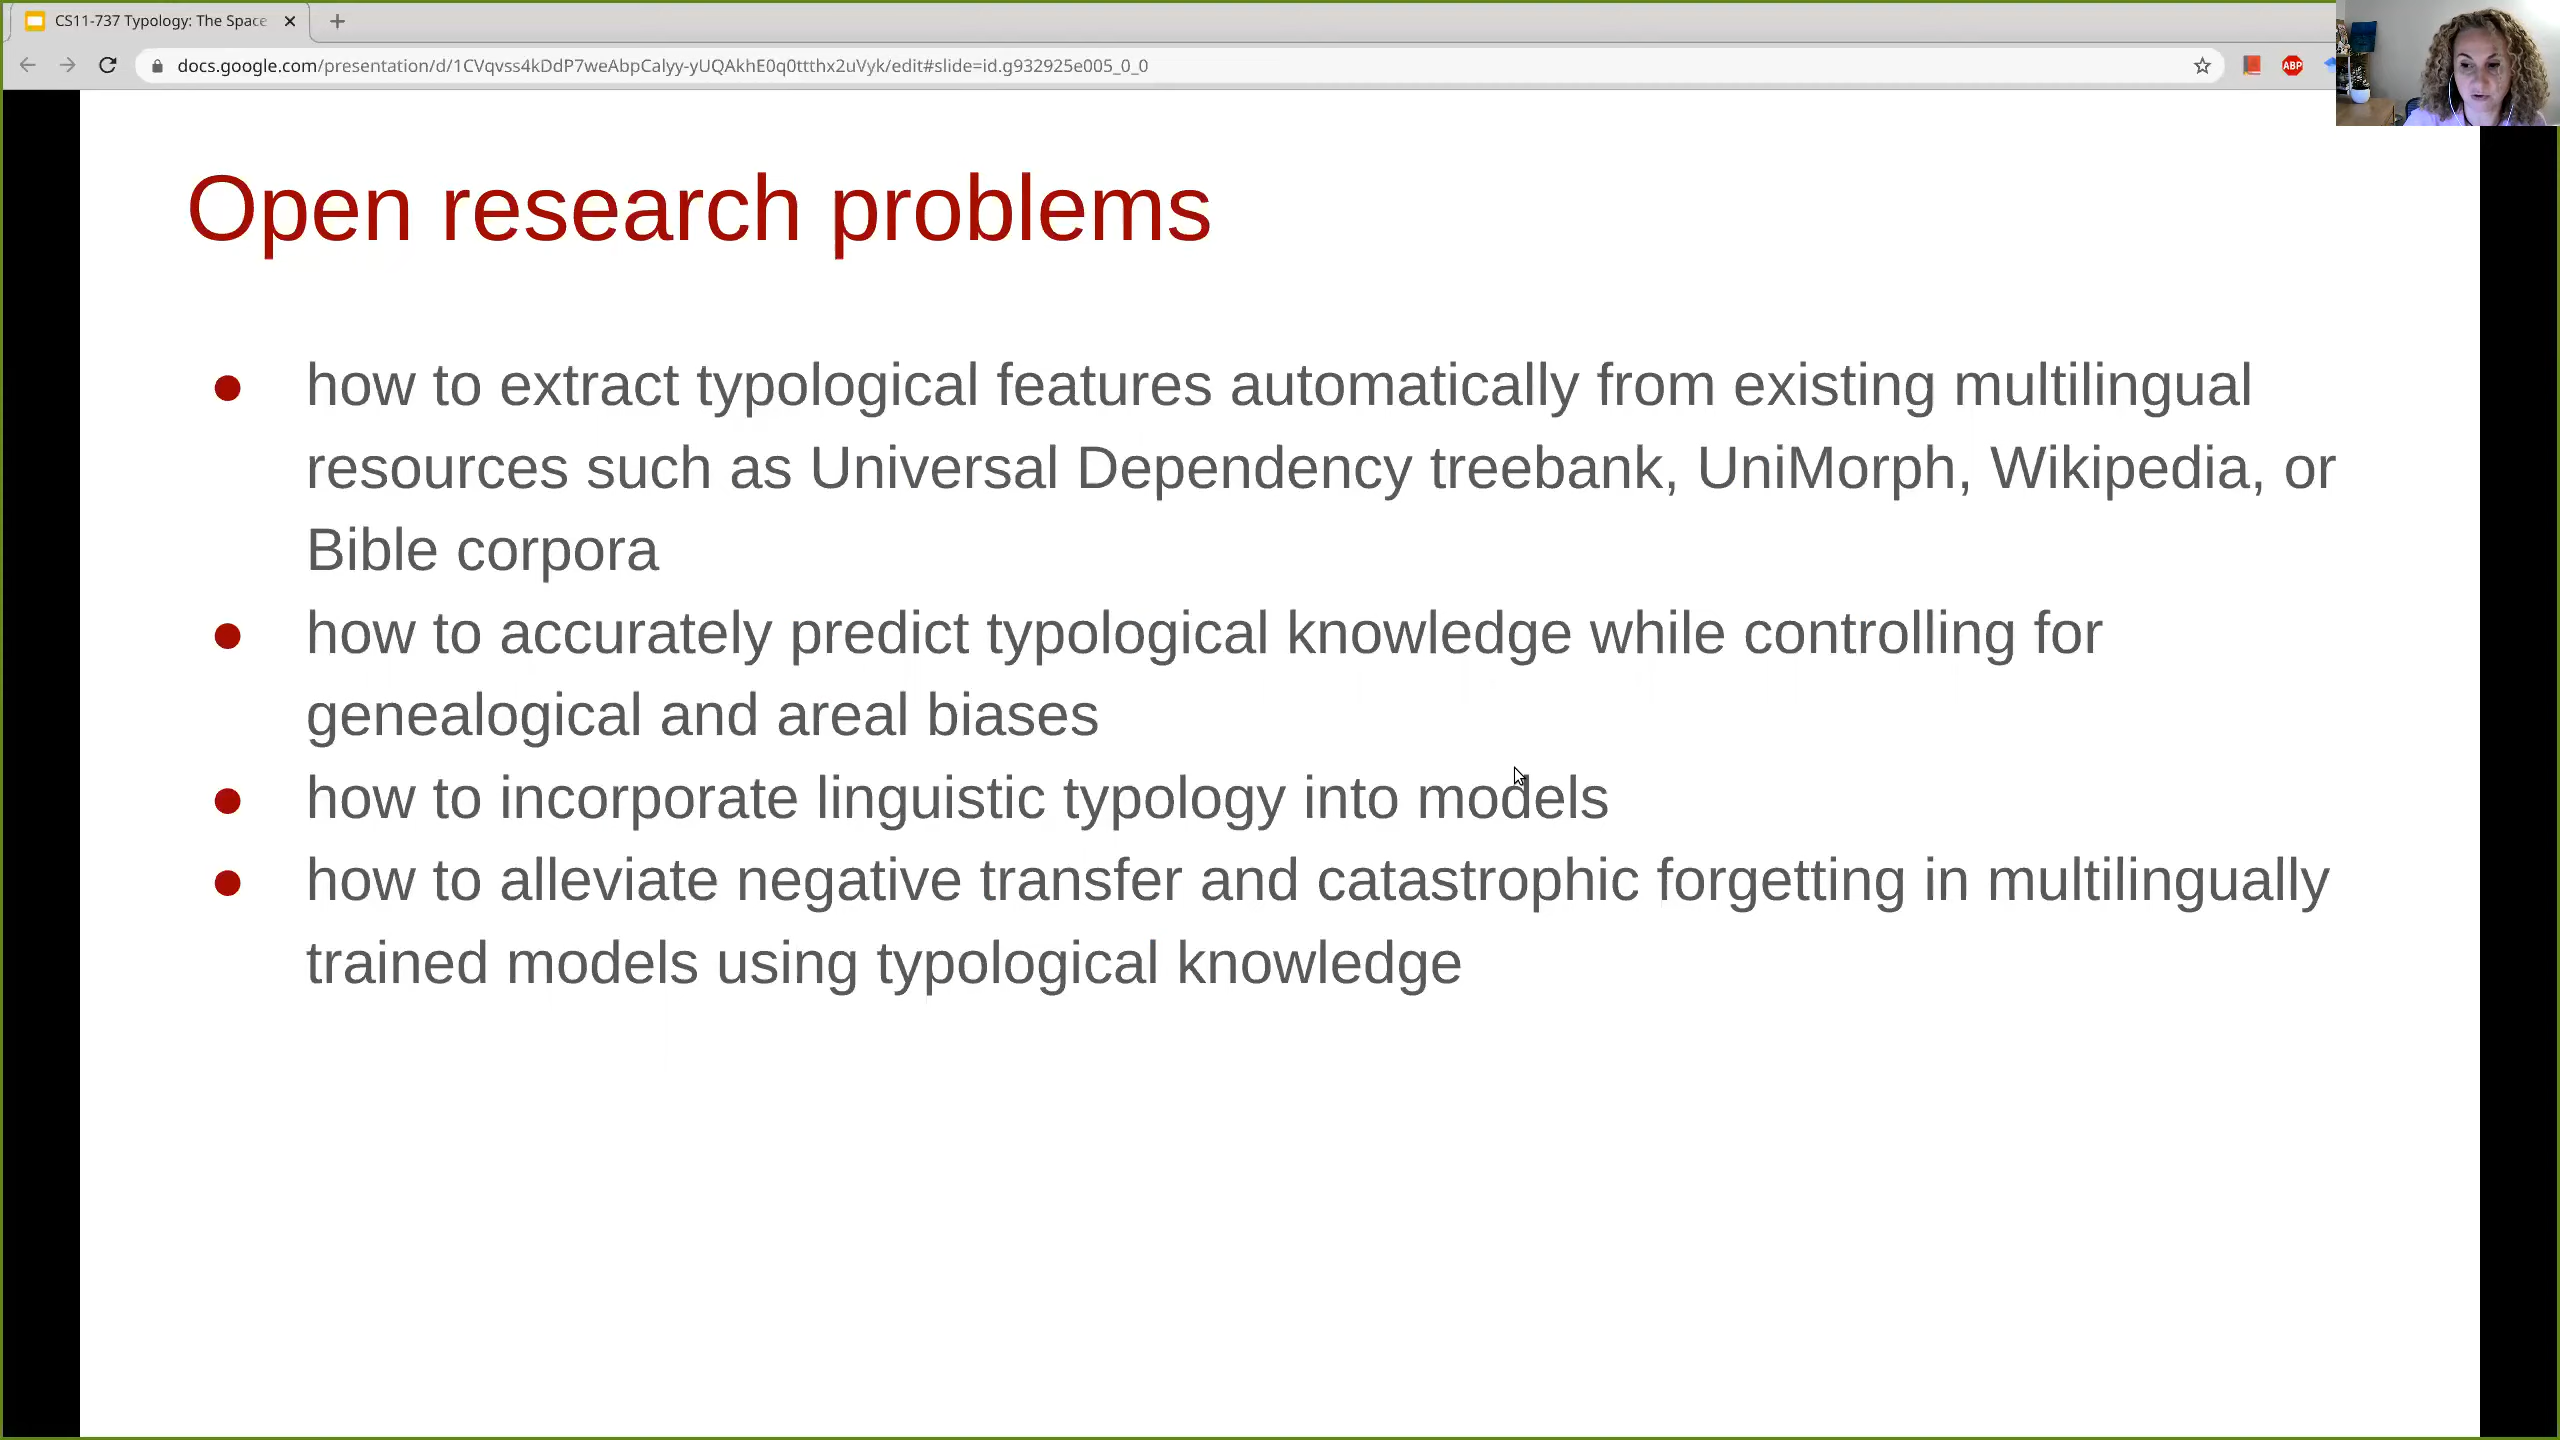 CS11-737 Typology: The Space
docs.google.com/presentation/d/1CVqvss4kDdP7weAbpCalyy-yUQAkhE0q0ttthx2uVyk/edit#slide=id.g932925e005_0_0
ABP
Open research problems
● how to extract typological features automatically from existing multilingual
resources such as Universal Dependency treebank, UniMorph, Wikipedia, or
Bible corpora
● how to accurately predict typological knowledge while controlling for
genealogical and areal biases
● how to incorporate linguistic typology into models
● how to alleviate negative transfer and catastrophic forgetting in multilingually
trained models using typological knowledge